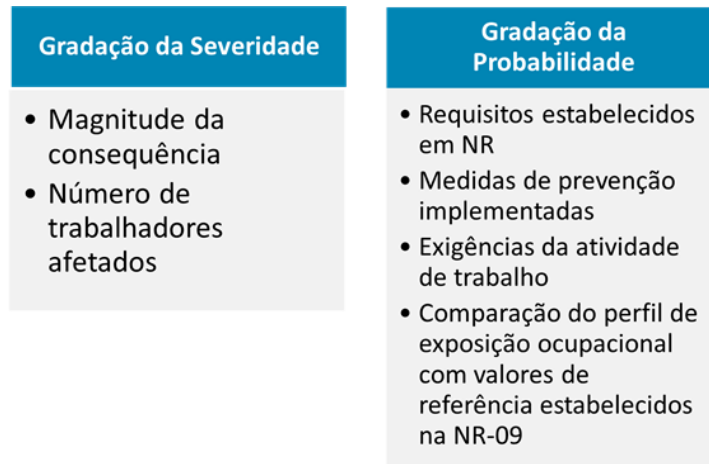 Gradação da Severidade
• Magnitude da
consequência
• Número de
trabalhadores
afetados
Gradação da
Probabilidade
• Requisitos estabelecidos
em NR
• Medidas de prevenção
implementadas
• Exigências da atividade
de trabalho
• Comparação do perfil de
exposição ocupacional
com valores de
referência estabelecidos
na NR-09